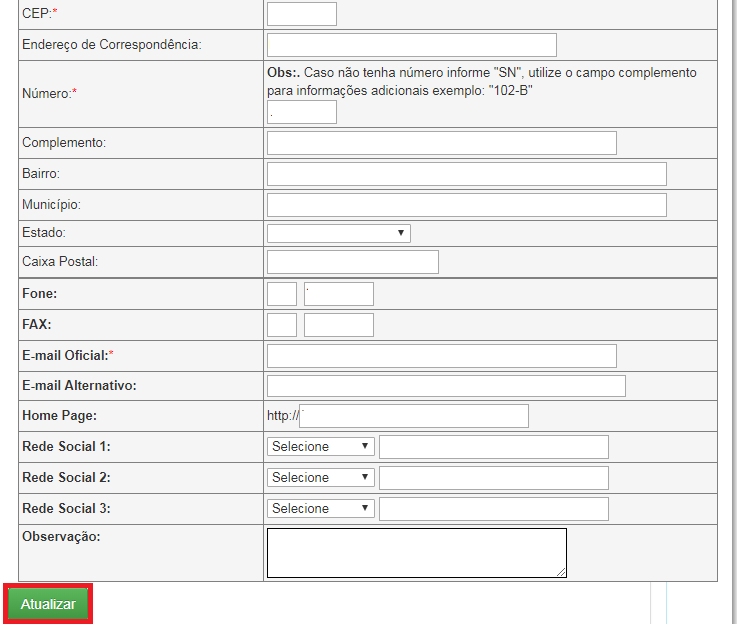 CEP:*
Endereço de Correspondência:
Número:*
Obs:. Caso não tenha número informe "SN", utilize o campo complemento
para informações adicionais exemplo: "102-B"
.
Complemento:
Bairro:
Município:
Estado:
Caixa Postal:
Fone:
FAX:
E-mail Oficial:*
E-mail Alternativo:
Home Page:
http://
Rede Social 1:
Selecione
Rede Social 2:
Selecione
Rede Social 3:
Selecione
Observação:
Atualizar